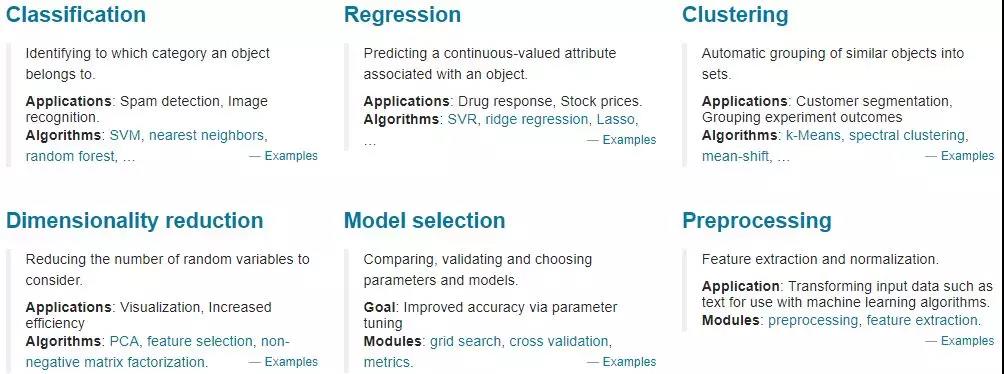 Classification
Identifying to which category an object
belongs to.
Applications: Spam detection, Image
recognition.
Algorithms: SVM, nearest neighbors,
random forest, ...
— Examples
Regression
Predicting a continuous-valued attribute
associated with an object.
Applications: Drug response, Stock prices.
Algorithms: SVR, ridge regression, Lasso,
...
— Examples
Clustering
Automatic grouping of similar objects into
sets.
Applications: Customer segmentation,
Grouping experiment outcomes
Algorithms: k-Means, spectral clustering,
mean-shift, ...
— Examples
Dimensionality reduction
Reducing the number of random variables to
consider.
Applications: Visualization, Increased
efficiency
Algorithms: PCA, feature selection, non-
negative matrix factorization.
— Examples
Model selection
Comparing, validating and choosing
parameters and models.
Goal: Improved accuracy via parameter
tuning
Modules: grid search, cross validation,
metrics.
— Examples
Preprocessing
Feature extraction and normalization.
Application: Transforming input data such as
text for use with machine learning algorithms.
Modules: preprocessing, feature extraction.
— Examples